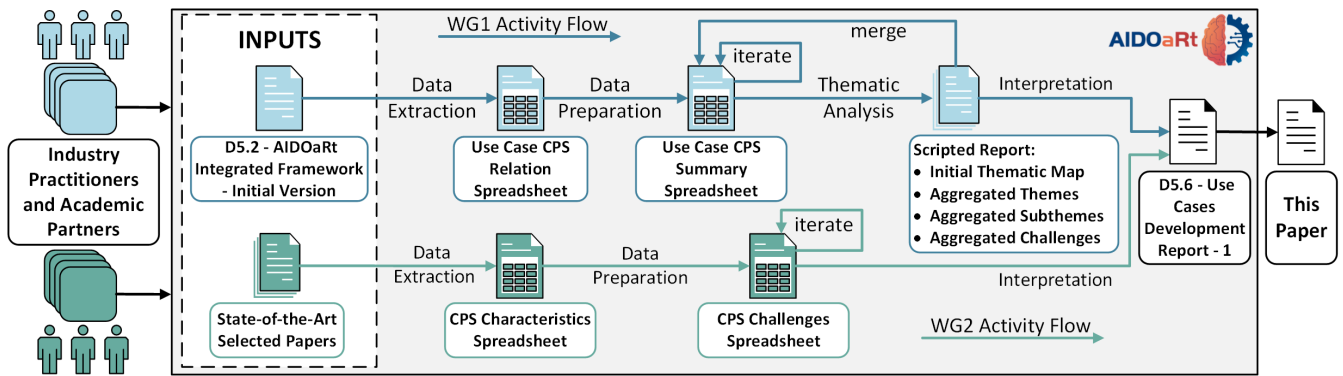 INPUTS
WG1 Activity Flow
merge
AIDOaRt
iterate
Data
Extraction
Data
Preparation
Thematic
Analysis
Interpretation
Industry
Practitioners
and Academic
Partners
D5.2 - AIDOaRt
Integrated Framework
- Initial Version
Use Case CPS
Relation
Spreadsheet
Use Case CPS
Summary
Spreadsheet
Scripted Report:
• Initial Thematic Map
• Aggregated Themes
• Aggregated Subthemes
• Aggregated Challenges
D5.6 - Use
Cases
Development
Report - 1
This
Paper
iterate
Data
Extraction
Data
Preparation
Interpretation
State-of-the-Art
Selected Papers
CPS Characteristics
Spreadsheet
CPS Challenges
Spreadsheet
WG2 Activity Flow